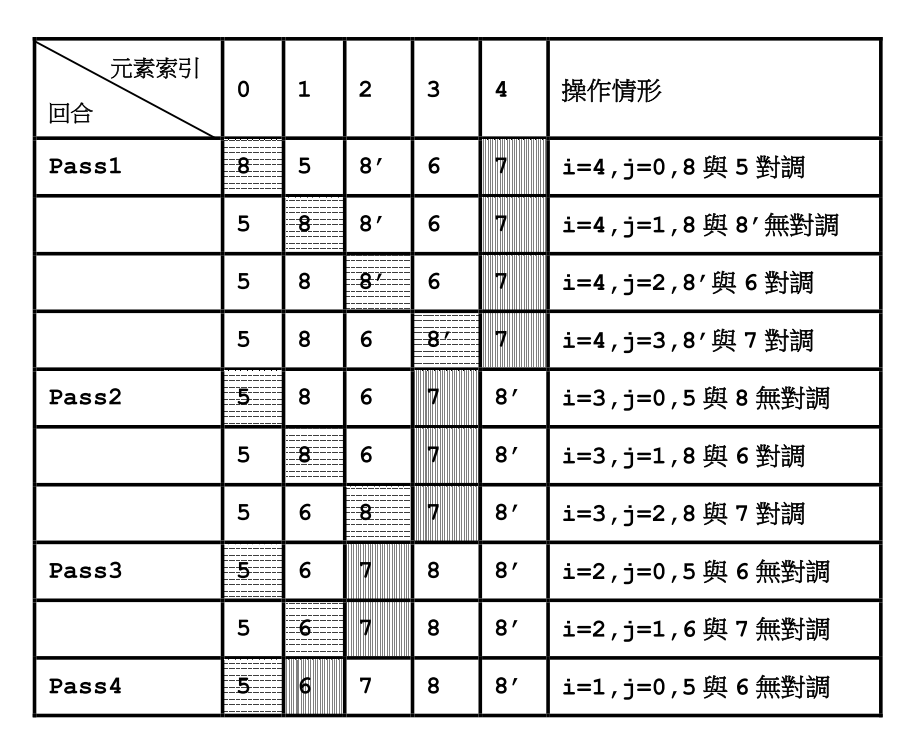 元素索引 0 1 2 3 4 操作情形
回合
Pass1 8 5 8′ 6 7 i=4,j=0,8 與 5 對調
5 8 8′ 6 7 i=4,j=1,8 與 8′無對調
5 8 8′ 6 7 i=4,j=2,8′與 6 對調
5 8 6 8′ 7 i=4,j=3,8′與 7 對調
Pass2 5 8 6 7 8′ i=3,j=0,5 與 8 無對調
5 8 6 7 8′ i=3,j=1,8 與 6 對調
5 6 8 7 8′ i=3,j=2,8 與 7 對調
Pass3 5 6 7 8 8′ i=2,j=0,5 與 6 無對調
5 6 7 8 8′ i=2,j=1,6 與 7 無對調
Pass4 5 6 7 8 8′ i=1,j=0,5 與 6 無對調